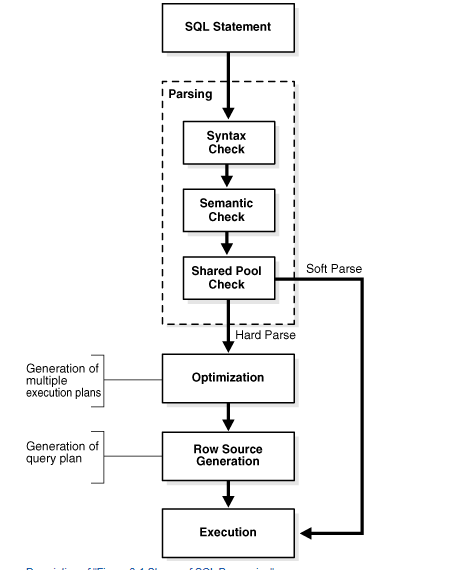 SQL Statement
Parsing
Syntax
Check
Semantic
Check
Shared Pool
Check
Soft Parse
Hard Parse
Generation of
multiple
execution plans
Optimization
Generation of
query plan
Row Source
Generation
Execution